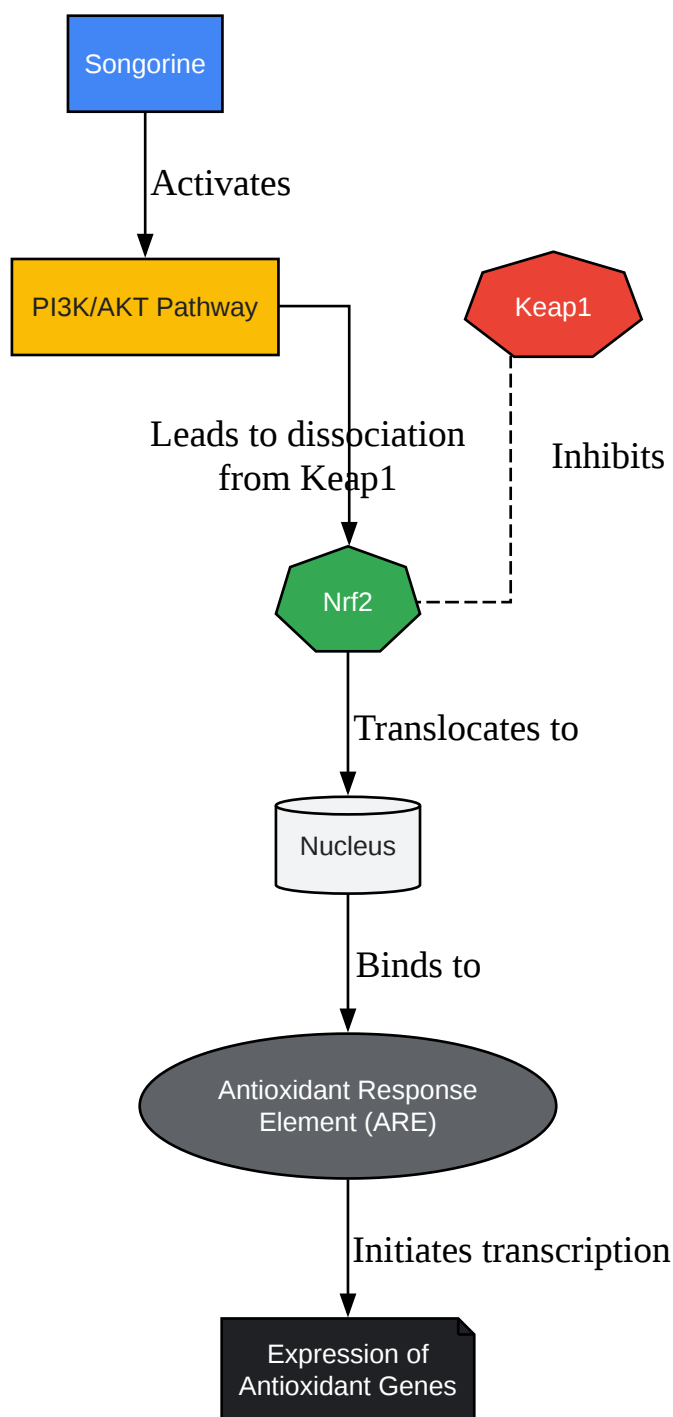 Songorine
Activates
PI3K/AKT Pathway
Keap1
Leads to dissociation
from Keap1
Inhibits
Nrf2
Translocates to
Nucleus
Binds to
Antioxidant Response
Element (ARE)
Initiates transcription
Expression of
Antioxidant Genes